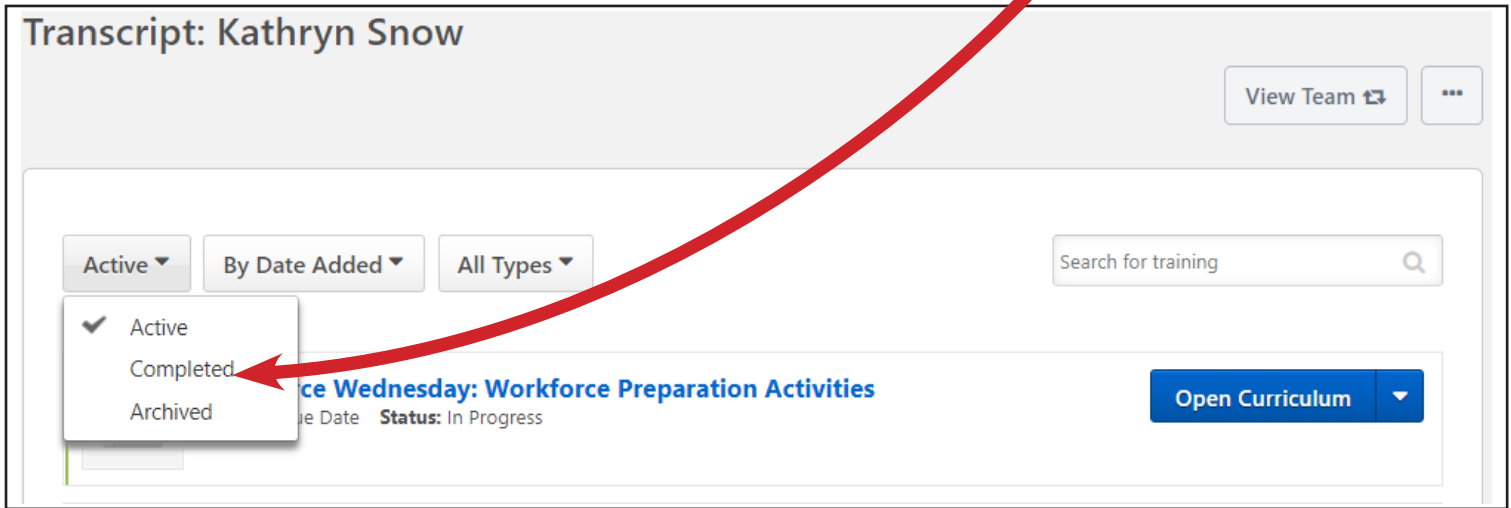 Transcript: Kathryn Snow
View Team
Active
By Date Added
All Types
Search for training
Active
Completed
Archived
ce Wednesday: Workforce Preparation Activities
ue Date Status: In Progress
Open Curriculum